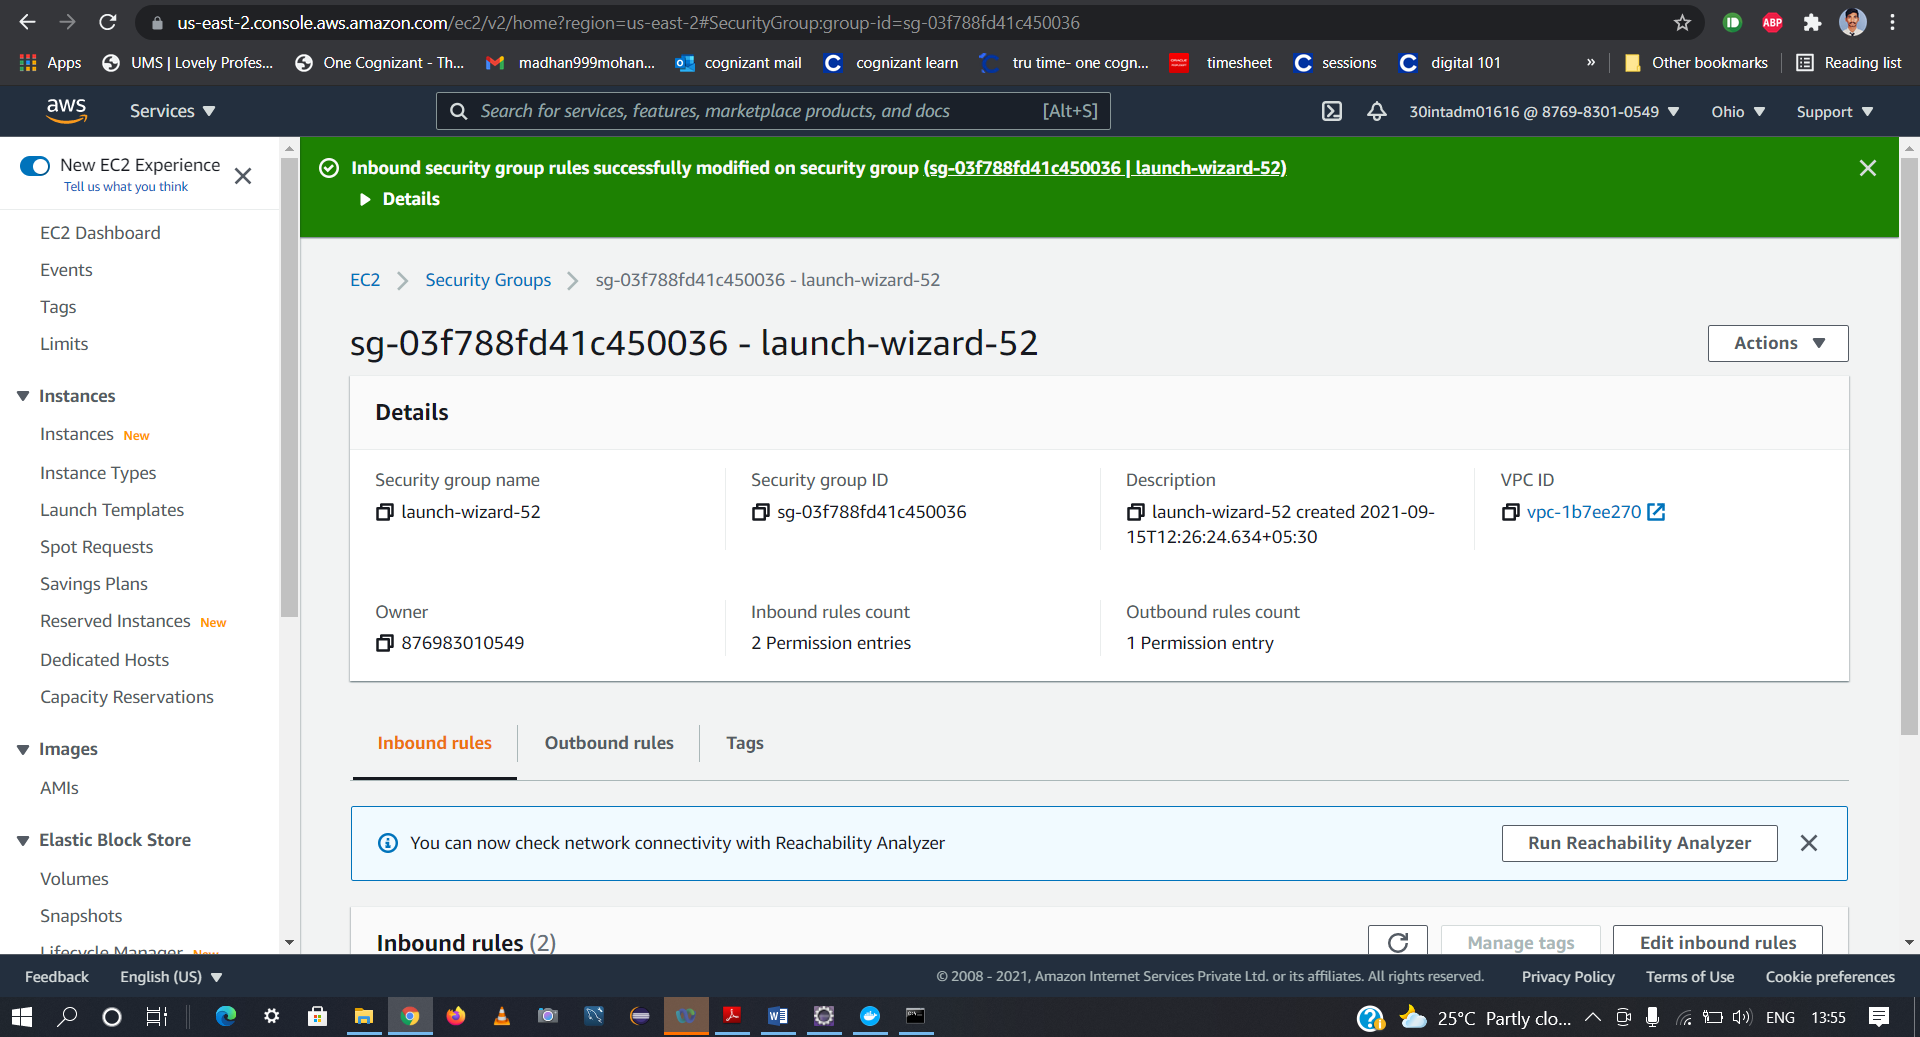 us-east-2.console.aws.amazon.com/ec2/v2/home?region=us-east-2#SecurityGroup:group-id=sg-03f788fd41c450036
ABP
Apps
UMS | Lovely Profes...
One Cognizant - Th...
madhan999mohan...
cognizant mail
cognizant learn
tru time- one cogn...
timesheet
sessions
digital 101
»
Other bookmarks
Reading list
aws
Services
Search for services, features, marketplace products, and docs
[Alt+S]
30intadm01616 @ 8769-8301-0549
Ohio
Support
New EC2 Experience
Tell us what you think
EC2 Dashboard
Events
Tags
Limits
Instances
Instances New
Instance Types
Launch Templates
Spot Requests
Savings Plans
Reserved Instances New
Dedicated Hosts
Capacity Reservations
Images
AMIs
Elastic Block Store
Volumes
Snapshots
Lifecycle Manager New
Inbound security group rules successfully modified on security group (sg-03f788fd41c450036 | launch-wizard-52)
Details
EC2
Security Groups
sg-03f788fd41c450036 - launch-wizard-52
sg-03f788fd41c450036 - launch-wizard-52
Actions
Details
Security group name
launch-wizard-52
Security group ID
sg-03f788fd41c450036
Description
launch-wizard-52 created 2021-09-
15T12:26:24.634+05:30
VPC ID
vpc-1b7ee270
Owner
876983010549
Inbound rules count
2 Permission entries
Outbound rules count
1 Permission entry
Inbound rules
Outbound rules
Tags
You can now check network connectivity with Reachability Analyzer
Run Reachability Analyzer
Inbound rules (2)
Manage tags
Edit inbound rules
Feedback
English (US)
© 2008 - 2021, Amazon Internet Services Private Ltd. or its affiliates. All rights reserved.
Privacy Policy
Terms of Use
Cookie preferences
25°C Partly clo...
ENG
13:55